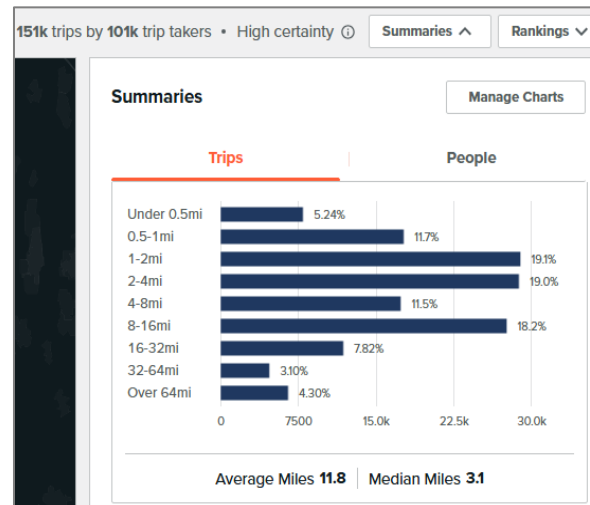 151k trips by 101k trip takers • High certainty ⓘ Summaries Rankings
Summaries Manage Charts
Trips People
Under 0.5mi 5.24%
0.5-1mi 11.7%
1-2mi 19.1%
2-4mi 19.0%
4-8mi 11.5%
8-16mi 18.2%
16-32mi 7.82%
32-64mi 3.10%
Over 64mi 4.30%
0 7500 15.0k 22.5k 30.0k
Average Miles 11.8 Median Miles 3.1